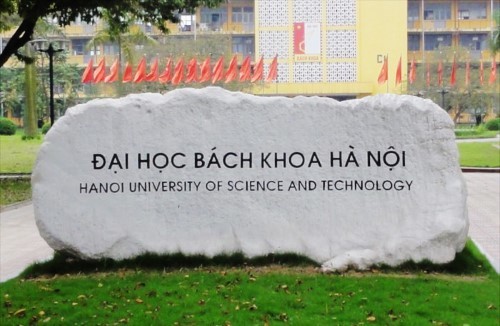 ĐẠI HỌC BÁCH KHOA HÀ NỘI
HANOI UNIVERSITY OF SCIENCE AND TECHNOLOGY